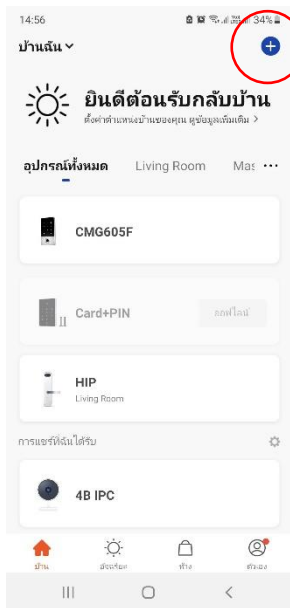 14:56 34%
บ้านฉัน
ยินดีต้อนรับกลับบ้าน
ตั้งค่าตำแหน่งบ้านของคุณ ดูข้อมูลเพิ่มเติม >
อุปกรณ์ทั้งหมด Living Room Mas ...
CMG605F
Card+PIN ออฟไลน์
HIP
Living Room
การแชร์ที่ฉันได้รับ
4B IPC
บ้าน อัจฉริยะ ห้าง ตัวเอง